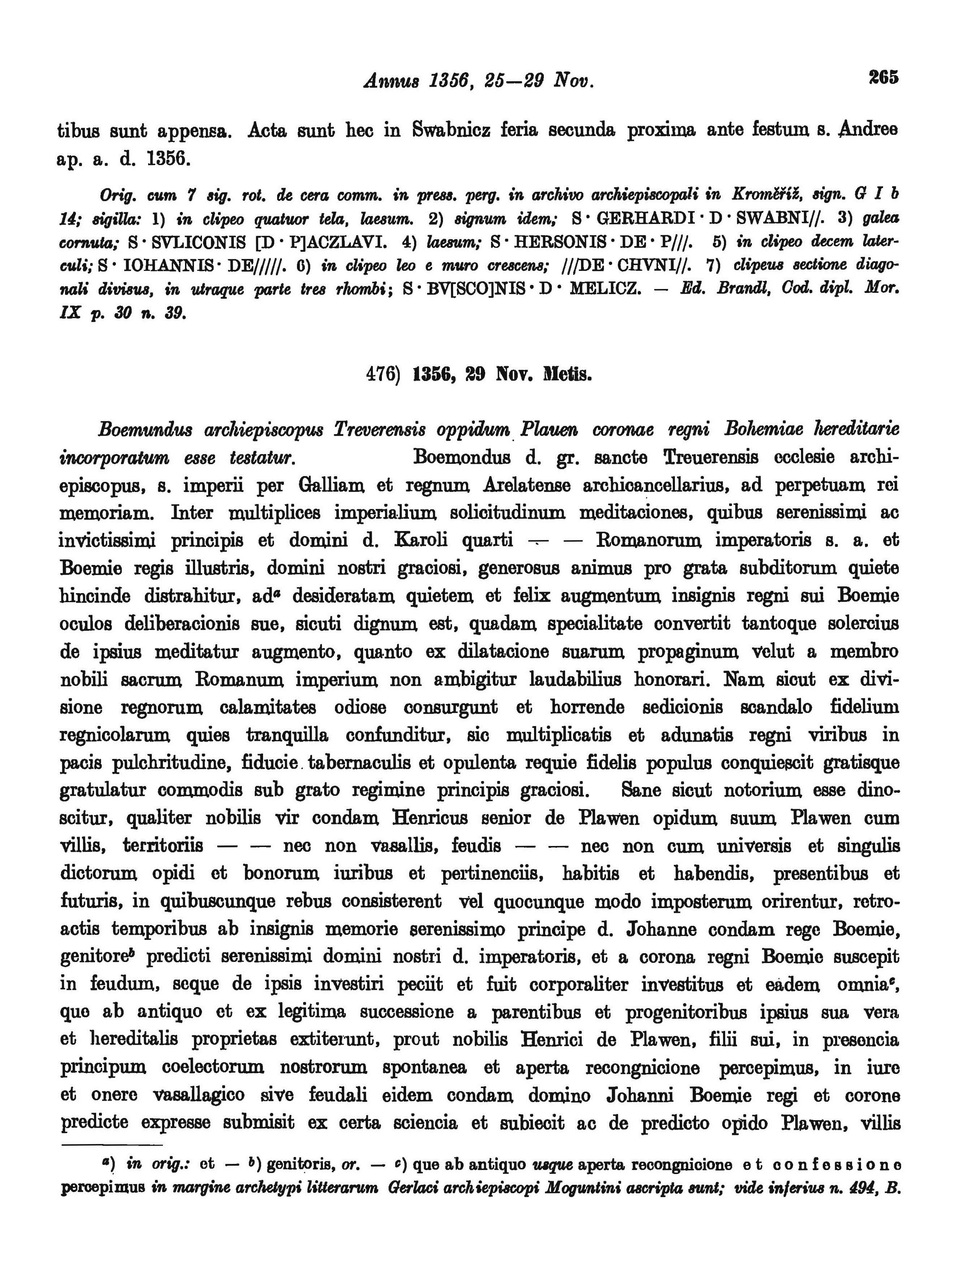 Annus 1356, 25—29 Nov. 265
tibus sunt appensa. Acta sunt hec in Swabnicz feria secunda proxima ante festum s. Andree
ap. a. d. 1356.
Orig. cum 7 sig. rot. de cera comm. in press. perg. in archivo archiepiscopali in Kroměříž, sign. G I b
14; sigilla: 1) in clipeo quatuor tela, laesum. 2) signum idem; S · GERHARDI · D · SWABNI//. 3) galea
cornuta; S · SVLICONIS [D · P]ACZLAVI. 4) laesum; S · HERSONIS · DE · P///. 5) in clipeo decem later-
culi; S · IOHANNIS · DE/////. 6) in clipeo leo e muro crescens; ///DE · CHVNI//. 7) clipeus sectione diago-
nali divisus, in utraque parte tres rhombi; S · BV[SCO]NIS · D · MELICZ. — Ed. Brandl, Cod. dipl. Mor.
IX p. 30 n. 39.
476) 1356, 29 Nov. Metis.
Boemundus archiepiscopus Treverensis oppidum Plauen coronae regni Bohemiae hereditarie
incorporatum esse testatur. Boemondus d. gr. sancte Treuerensis ecclesie archi-
episcopus, s. imperii per Galliam et regnum Arelatense archicancellarius, ad perpetuam rei
memoriam. Inter multiplices imperialium solicitudinum meditaciones, quibus serenissimi ac
invictissimi principis et domini d. Karoli quarti — — Romanorum imperatoris s. a. et
Boemie regis illustris, domini nostri graciosi, generosus animus pro grata subditorum quiete
hincinde distrahitur, adᵃ desideratam quietem et felix augmentum insignis regni sui Boemie
oculos deliberacionis sue, sicuti dignum est, quadam specialitate convertit tantoque solercius
de ipsius meditatur augmento, quanto ex dilatacione suarum propaginum velut a membro
nobili sacrum Romanum imperium non ambigitur laudabilius honorari. Nam sicut ex divi-
sione regnorum calamitates odiose consurgunt et horrende sedicionis scandalo fidelium
regnicolarum quies tranquilla confunditur, sic multiplicatis et adunatis regni viribus in
pacis pulchritudine, fiducie tabernaculis et opulenta requie fidelis populus conquiescit gratisque
gratulatur commodis sub grato regimine principis graciosi. Sane sicut notorium esse dino-
scitur, qualiter nobilis vir condam Henricus senior de Plawen opidum suum Plawen cum
villis, territoriis — — nec non vasallis, feudis — — nec non cum universis et singulis
dictorum opidi et bonorum iuribus et pertinenciis, habitis et habendis, presentibus et
futuris, in quibuscunque rebus consisterent vel quocunque modo imposterum orirentur, retro-
actis temporibus ab insignis memorie serenissimo principe d. Johanne condam rege Boemie,
genitoreᵇ predicti serenissimi domini nostri d. imperatoris, et a corona regni Boemie suscepit
in feudum, seque de ipsis investiri peciit et fuit corporaliter investitus et eadem omniaᶜ,
que ab antiquo et ex legitima successione a parentibus et progenitoribus ipsius sua vera
et hereditalis proprietas extiterunt, prout nobilis Henrici de Plawen, filii sui, in presencia
principum coelectorum nostrorum spontanea et aperta recongnicione percepimus, in iure
et onere vasallagico sive feudali eidem condam domino Johanni Boemie regi et corone
predicte expresse submisit ex certa sciencia et subiecit ac de predicto opido Plawen, villis
ᵃ) in orig.: et — ᵇ) genitoris, or. — ᶜ) que ab antiquo usque aperta recongnicione et confessione
percepimus in margine archetypi litterarum Gerlaci archiepiscopi Moguntini ascripta sunt; vide inferius n. 494, B.